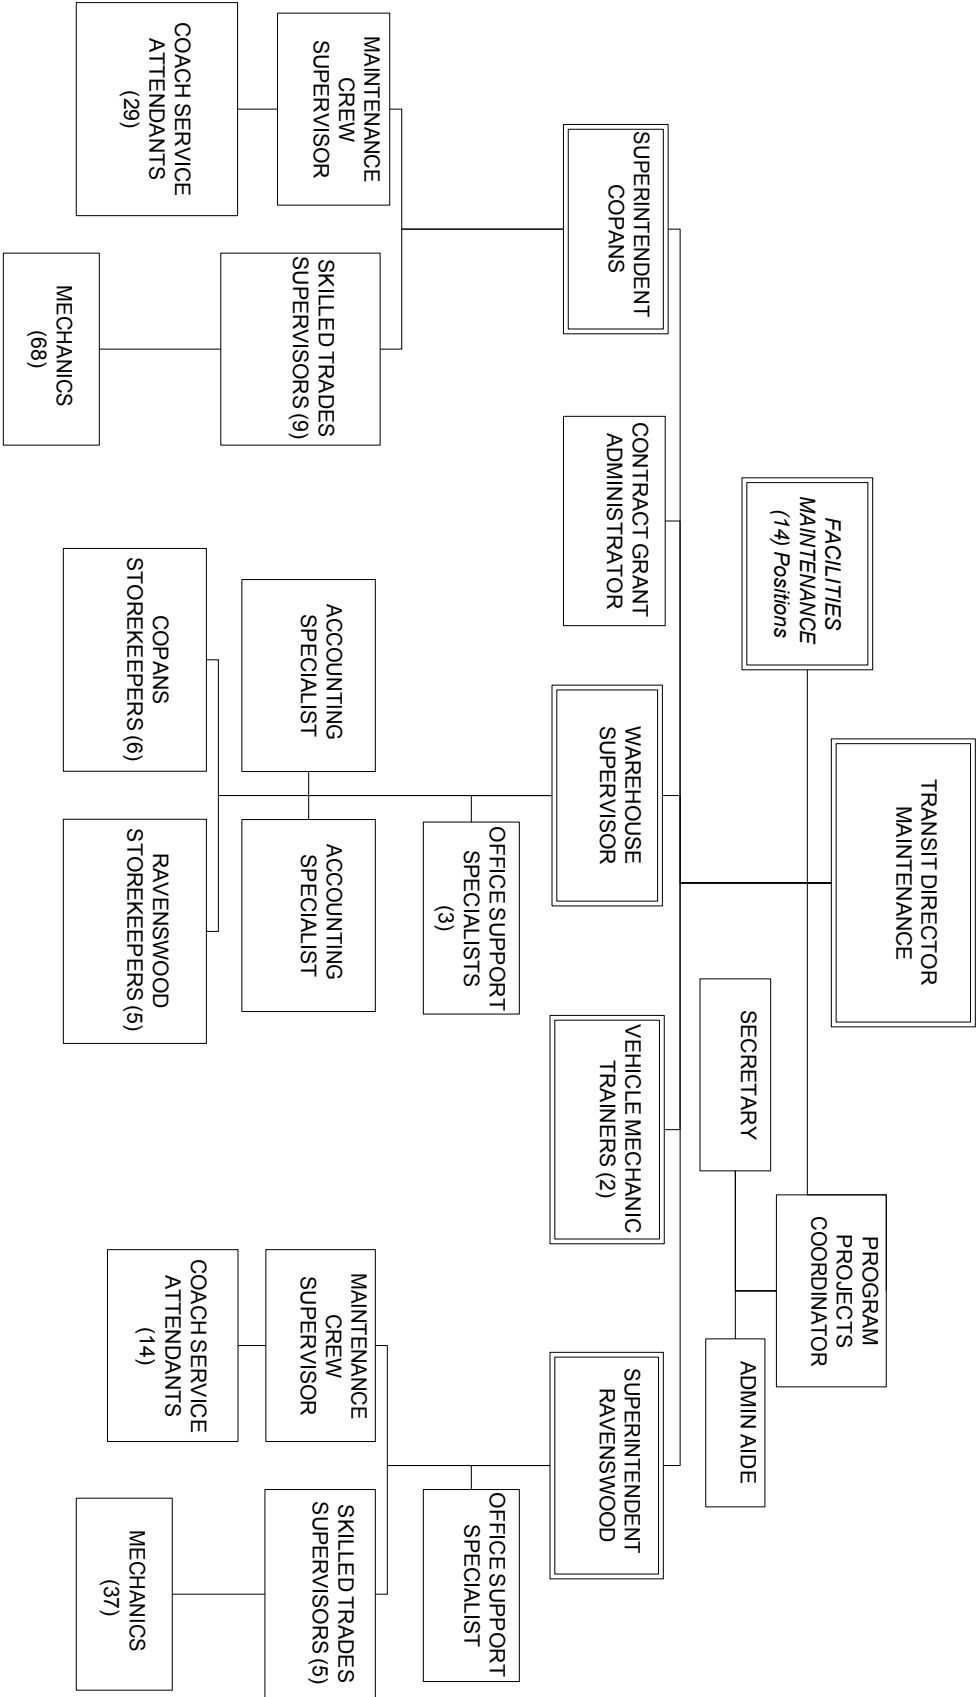 TRANSIT DIRECTOR
MAINTENANCE
FACILITIES
MAINTENANCE
(14) Positions
PROGRAM
PROJECTS
COORDINATOR
SECRETARY
ADMIN AIDE
SUPERINTENDENT
COPANS
CONTRACT GRANT
ADMINISTRATOR
WAREHOUSE
SUPERVISOR
VEHICLE MECHANIC
TRAINERS (2)
SUPERINTENDENT
RAVENSWOOD
OFFICE SUPPORT
SPECIALISTS
(3)
OFFICE SUPPORT
SPECIALIST
MAINTENANCE
CREW
SUPERVISOR
SKILLED TRADES
SUPERVISORS (9)
ACCOUNTING
SPECIALIST
ACCOUNTING
SPECIALIST
MAINTENANCE
CREW
SUPERVISOR
SKILLED TRADES
SUPERVISORS (5)
COACH SERVICE
ATTENDANTS
(29)
MECHANICS
(68)
COPANS
STOREKEEPERS (6)
RAVENSWOOD
STOREKEEPERS (5)
COACH SERVICE
ATTENDANTS
(14)
MECHANICS
(37)